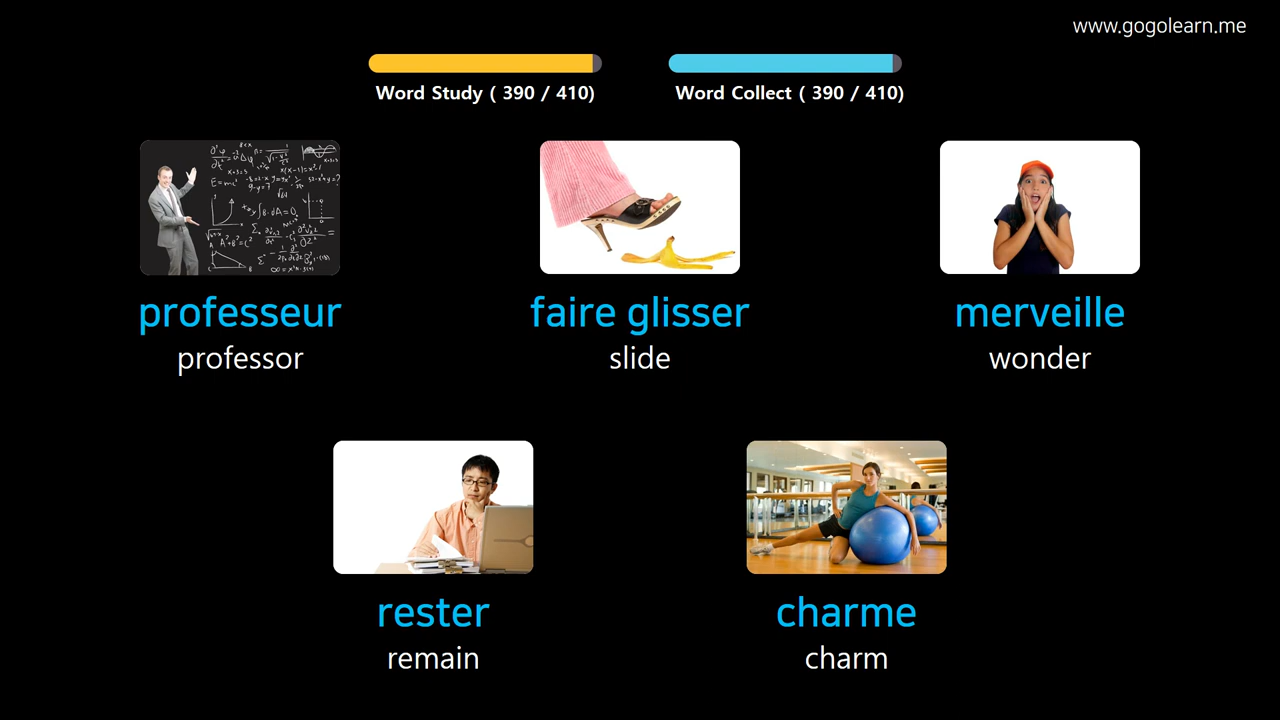 www.gogolearn.me
Word Study ( 390 / 410)
Word Collect ( 390 / 410)
professeur
professor
faire glisser
slide
merveille
wonder
rester
remain
charme
charm